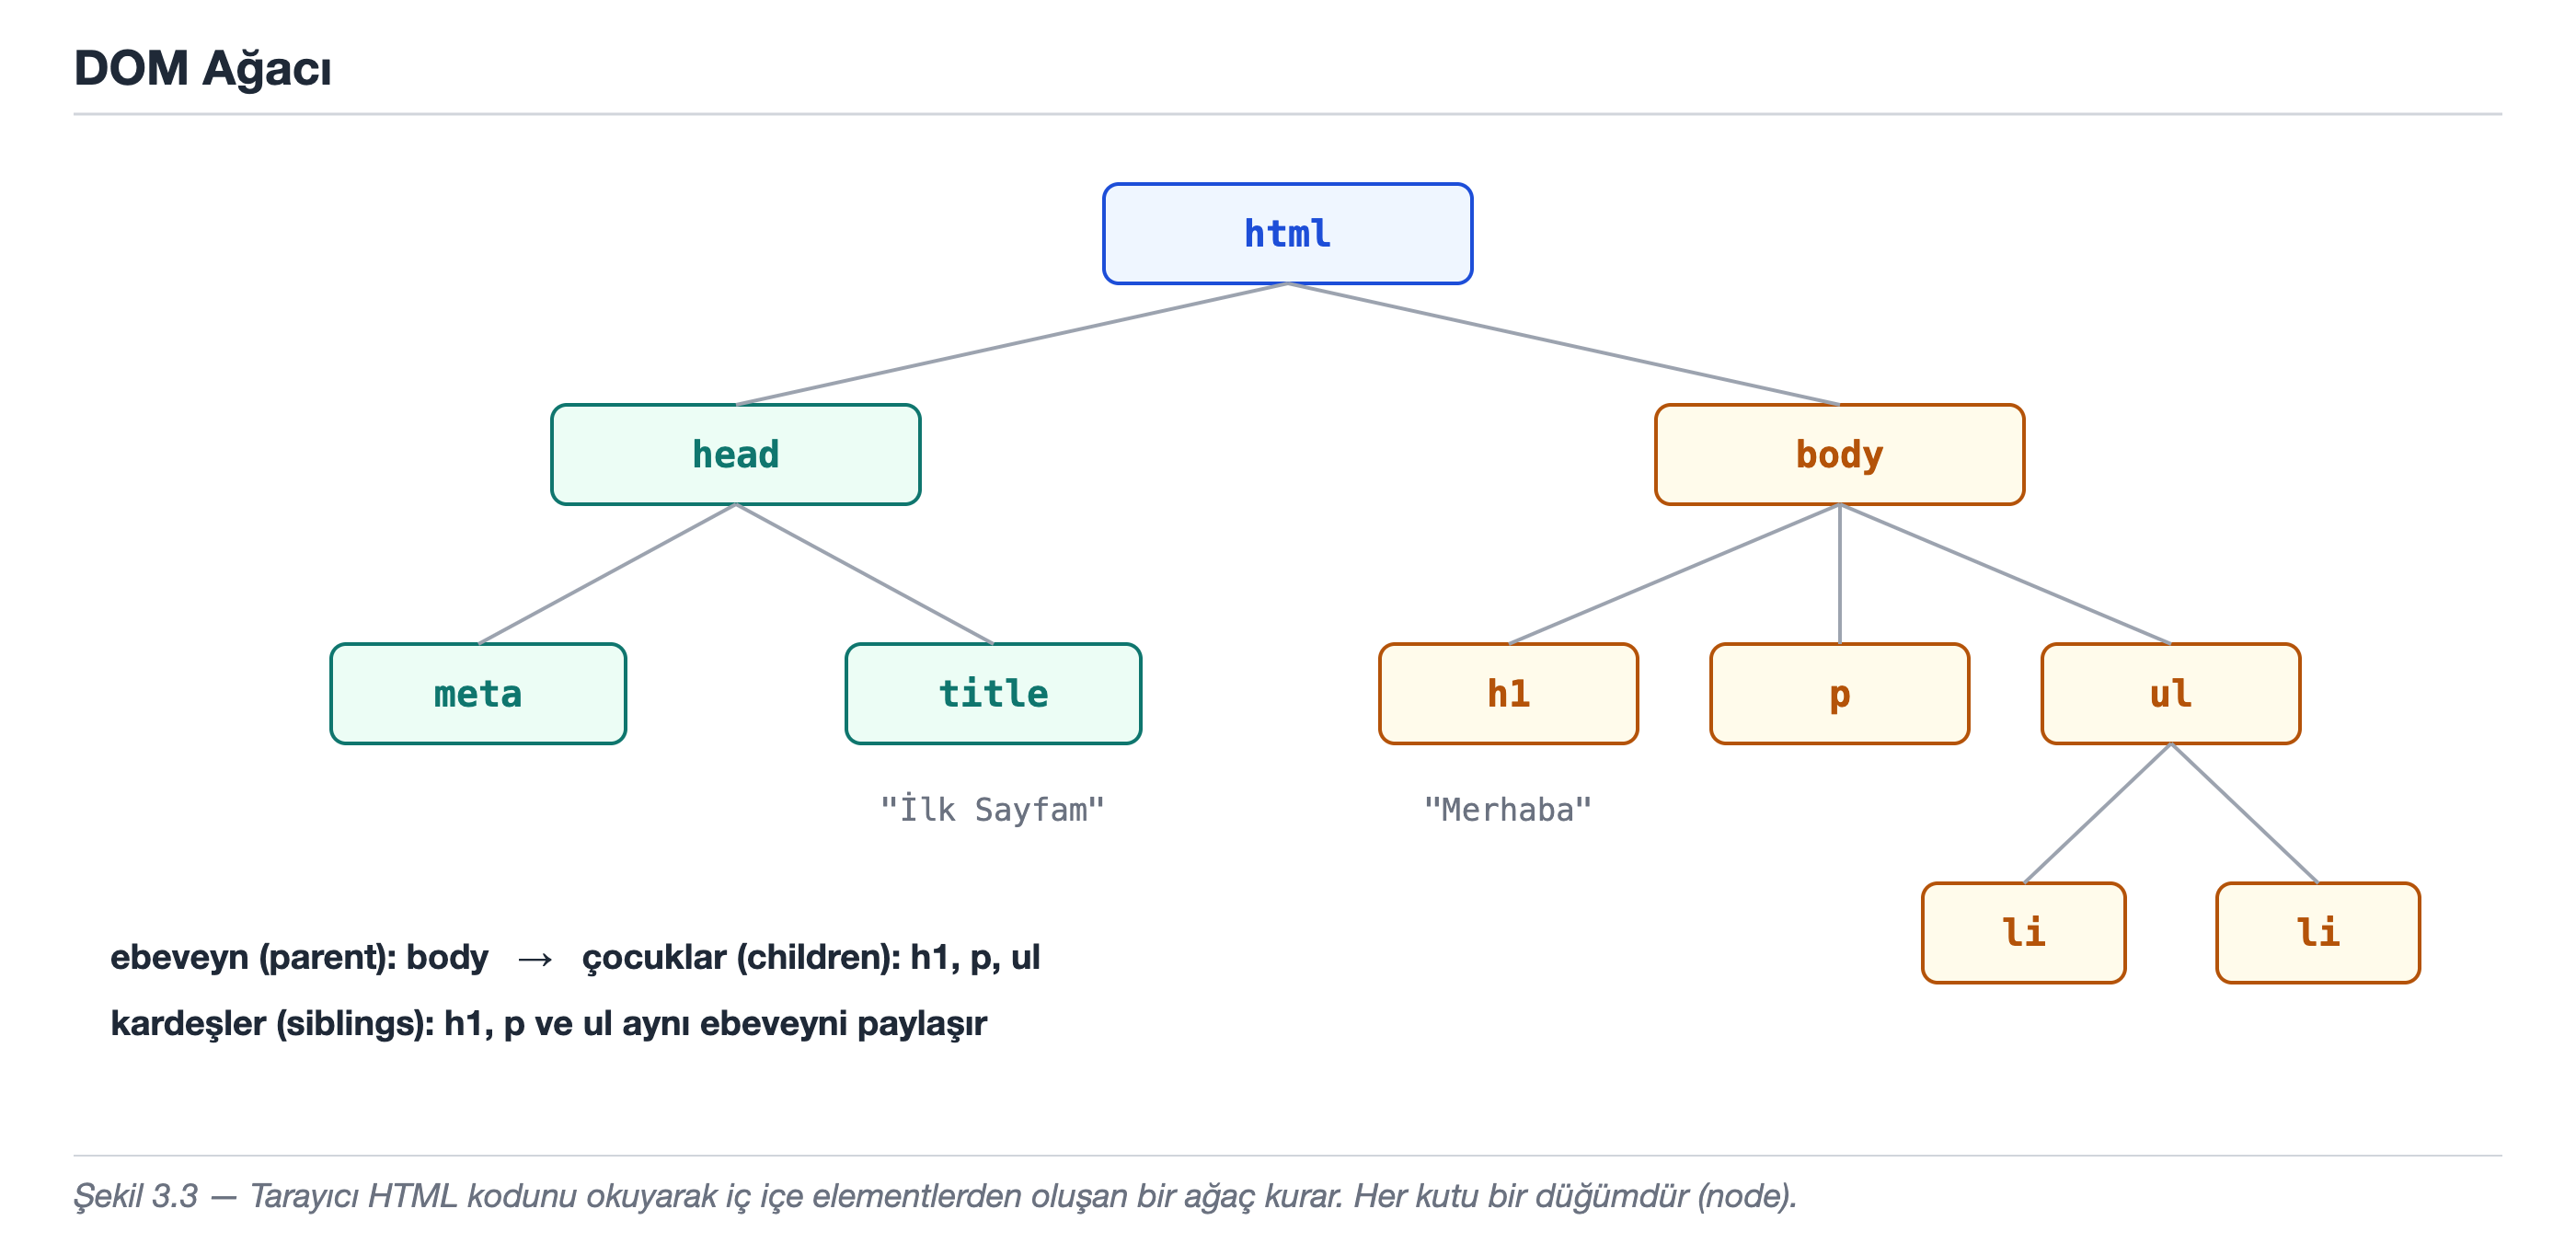 DOM Ağacı
html
head
body
meta
title
h1
p
ul
"İlk Sayfam"
"Merhaba"
li
li
ebeveyn (parent): body → çocuklar (children): h1, p, ul
kardeşler (siblings): h1, p ve ul aynı ebeveyni paylaşır
Şekil 3.3 — Tarayıcı HTML kodunu okuyarak iç içe elementlerden oluşan bir ağaç kurar. Her kutu bir düğümdür (node).